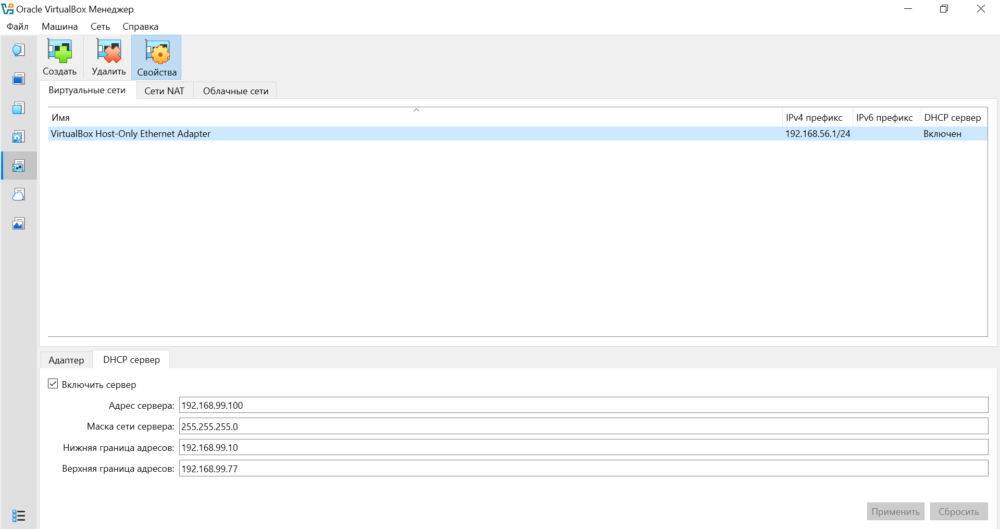 Oracle VirtualBox Менеджер
Файл Машина Сеть Справка
Создать Удалить Свойства
Виртуальные сети Сети NAT Облачные сети
Имя IPv4 префикс IPv6 префикс DHCP сервер
VirtualBox Host-Only Ethernet Adapter 192.168.56.1/24 Включен
Адаптер DHCP сервер
Включить сервер
Адрес сервера: 192.168.99.100
Маска сети сервера: 255.255.255.0
Нижняя граница адресов: 192.168.99.10
Верхняя граница адресов: 192.168.99.77
Применить Сбросить